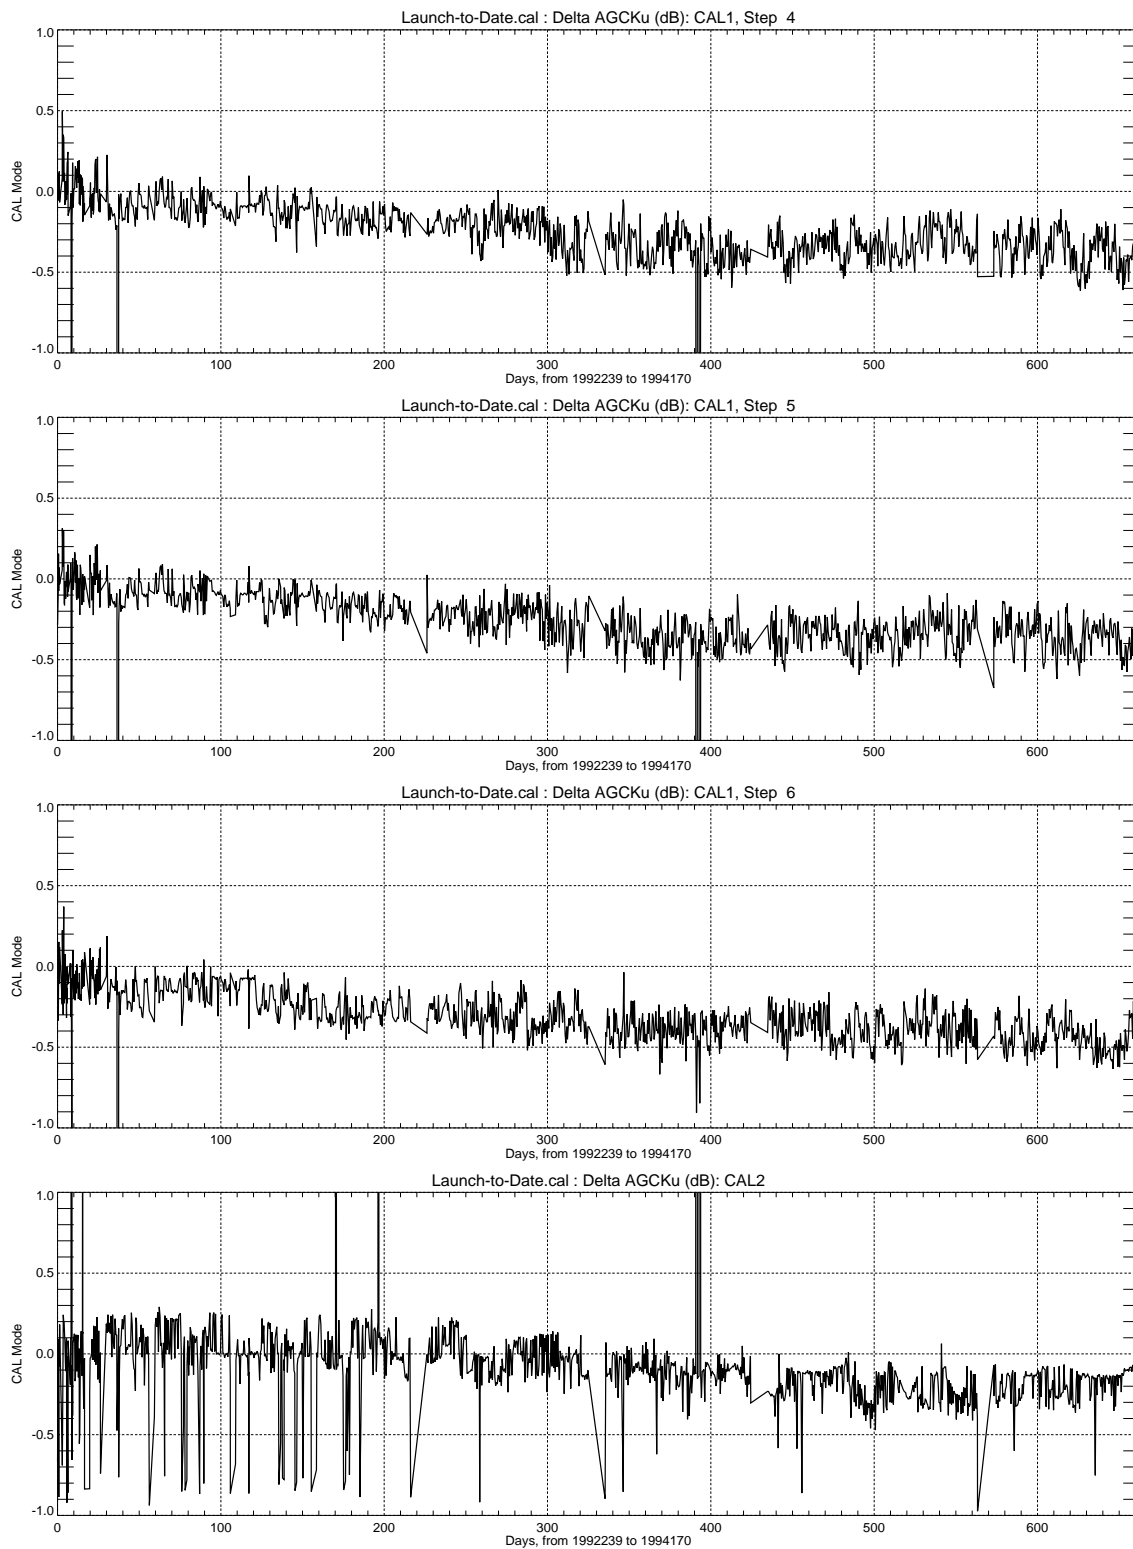 Launch-to-Date.cal : Delta AGCKu (dB): CAL1, Step  4
1.0
0.5
0.0
-0.5
-1.0
CAL Mode
0 100 200 300 400 500 600
Days, from 1992239 to 1994170
Launch-to-Date.cal : Delta AGCKu (dB): CAL1, Step  5
1.0
0.5
0.0
-0.5
-1.0
CAL Mode
0 100 200 300 400 500 600
Days, from 1992239 to 1994170
Launch-to-Date.cal : Delta AGCKu (dB): CAL1, Step  6
1.0
0.5
0.0
-0.5
-1.0
CAL Mode
0 100 200 300 400 500 600
Days, from 1992239 to 1994170
Launch-to-Date.cal : Delta AGCKu (dB): CAL2
1.0
0.5
0.0
-0.5
-1.0
CAL Mode
0 100 200 300 400 500 600
Days, from 1992239 to 1994170